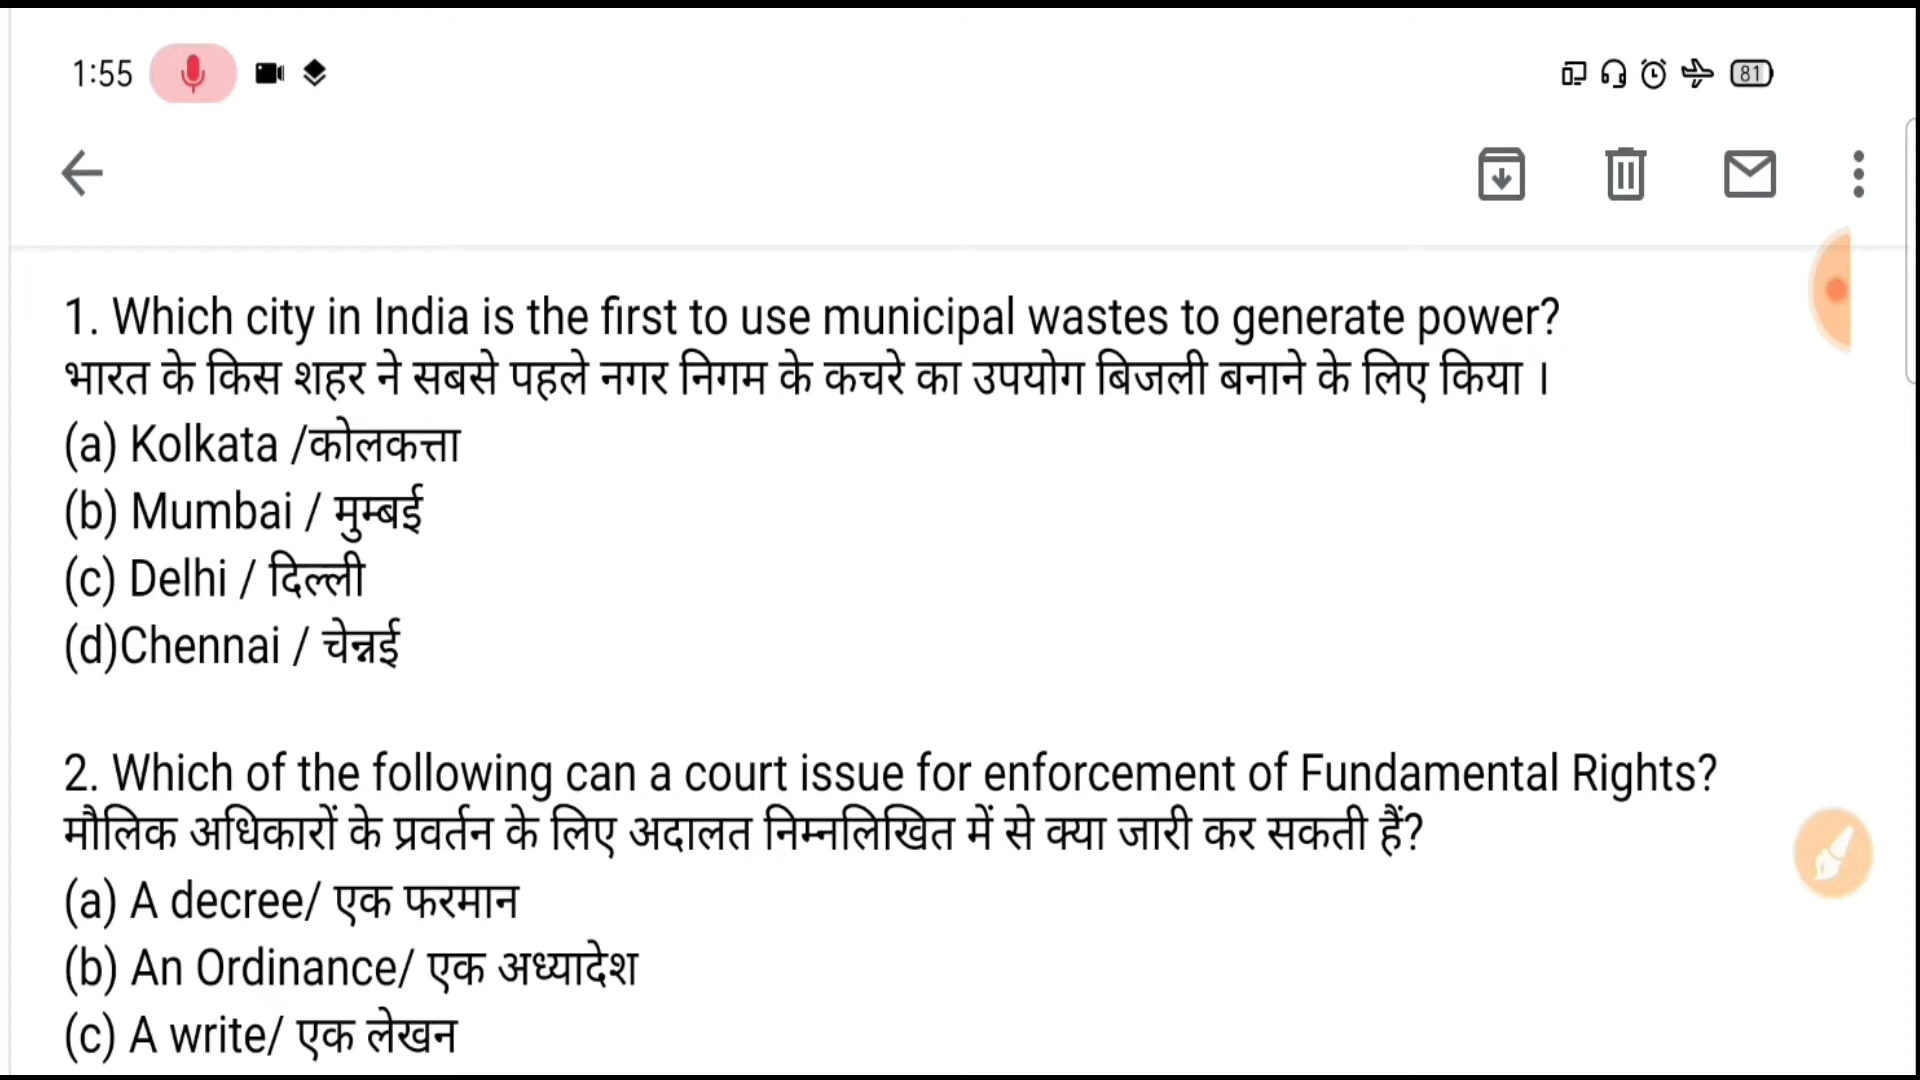 1:55
81
1. Which city in India is the first to use municipal wastes to generate power?
भारत के किस शहर ने सबसे पहले नगर निगम के कचरे का उपयोग बिजली बनाने के लिए किया ।
(a) Kolkata /कोलकत्ता
(b) Mumbai / मुम्बई
(c) Delhi / दिल्ली
(d)Chennai / चेन्नई
2. Which of the following can a court issue for enforcement of Fundamental Rights?
मौलिक अधिकारों के प्रवर्तन के लिए अदालत निम्नलिखित में से क्या जारी कर सकती हैं?
(a) A decree/ एक फरमान
(b) An Ordinance/ एक अध्यादेश
(c) A write/ एक लेखन